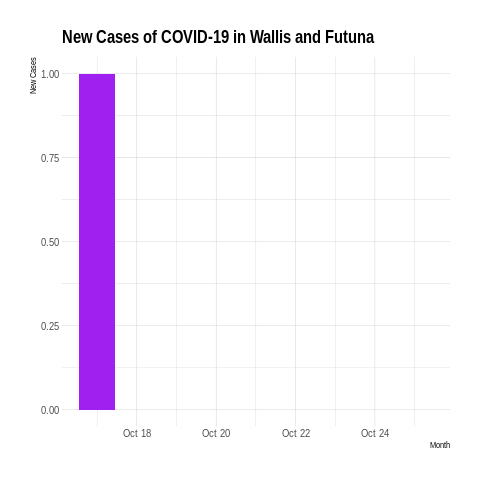 New Cases of COVID-19 in Wallis and Futuna
New Cases
1.00
0.75
0.50
0.25
0.00
Oct 18 Oct 20 Oct 22 Oct 24
Month